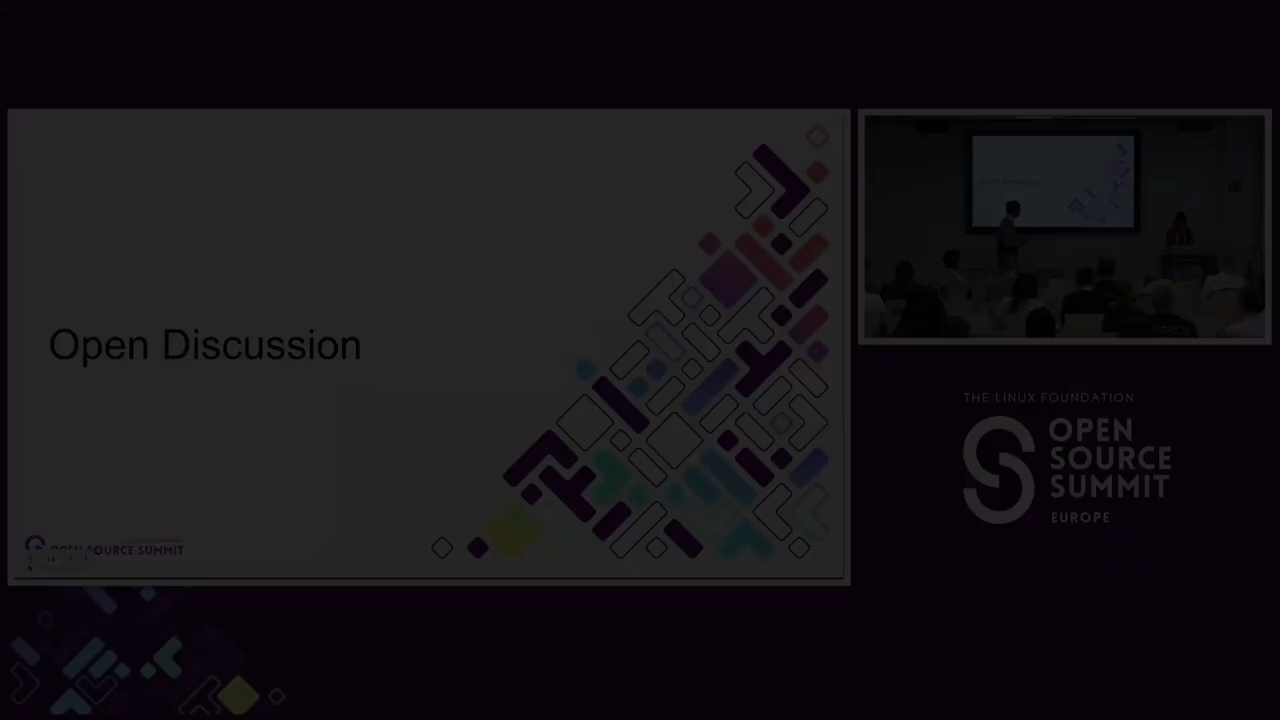 Open Discussion
OPEN SOURCE SUMMIT
THE LINUX FOUNDATION
OPEN
SOURCE
SUMMIT
EUROPE